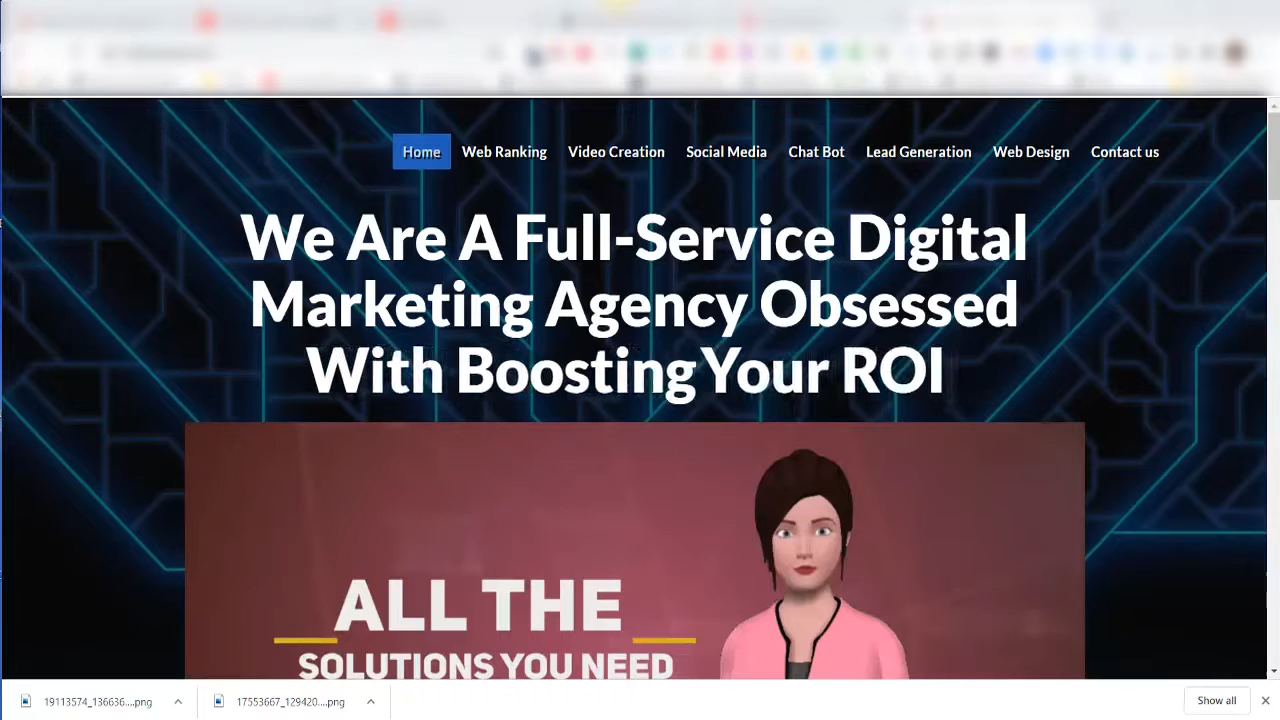 Home Web Ranking Video Creation Social Media Chat Bot Lead Generation Web Design Contact us
We Are A Full-Service Digital
Marketing Agency Obsessed
With Boosting Your ROI
ALL THE
SOLUTIONS YOU NEED
19113574_136636....png 17553667_129420....png Show all